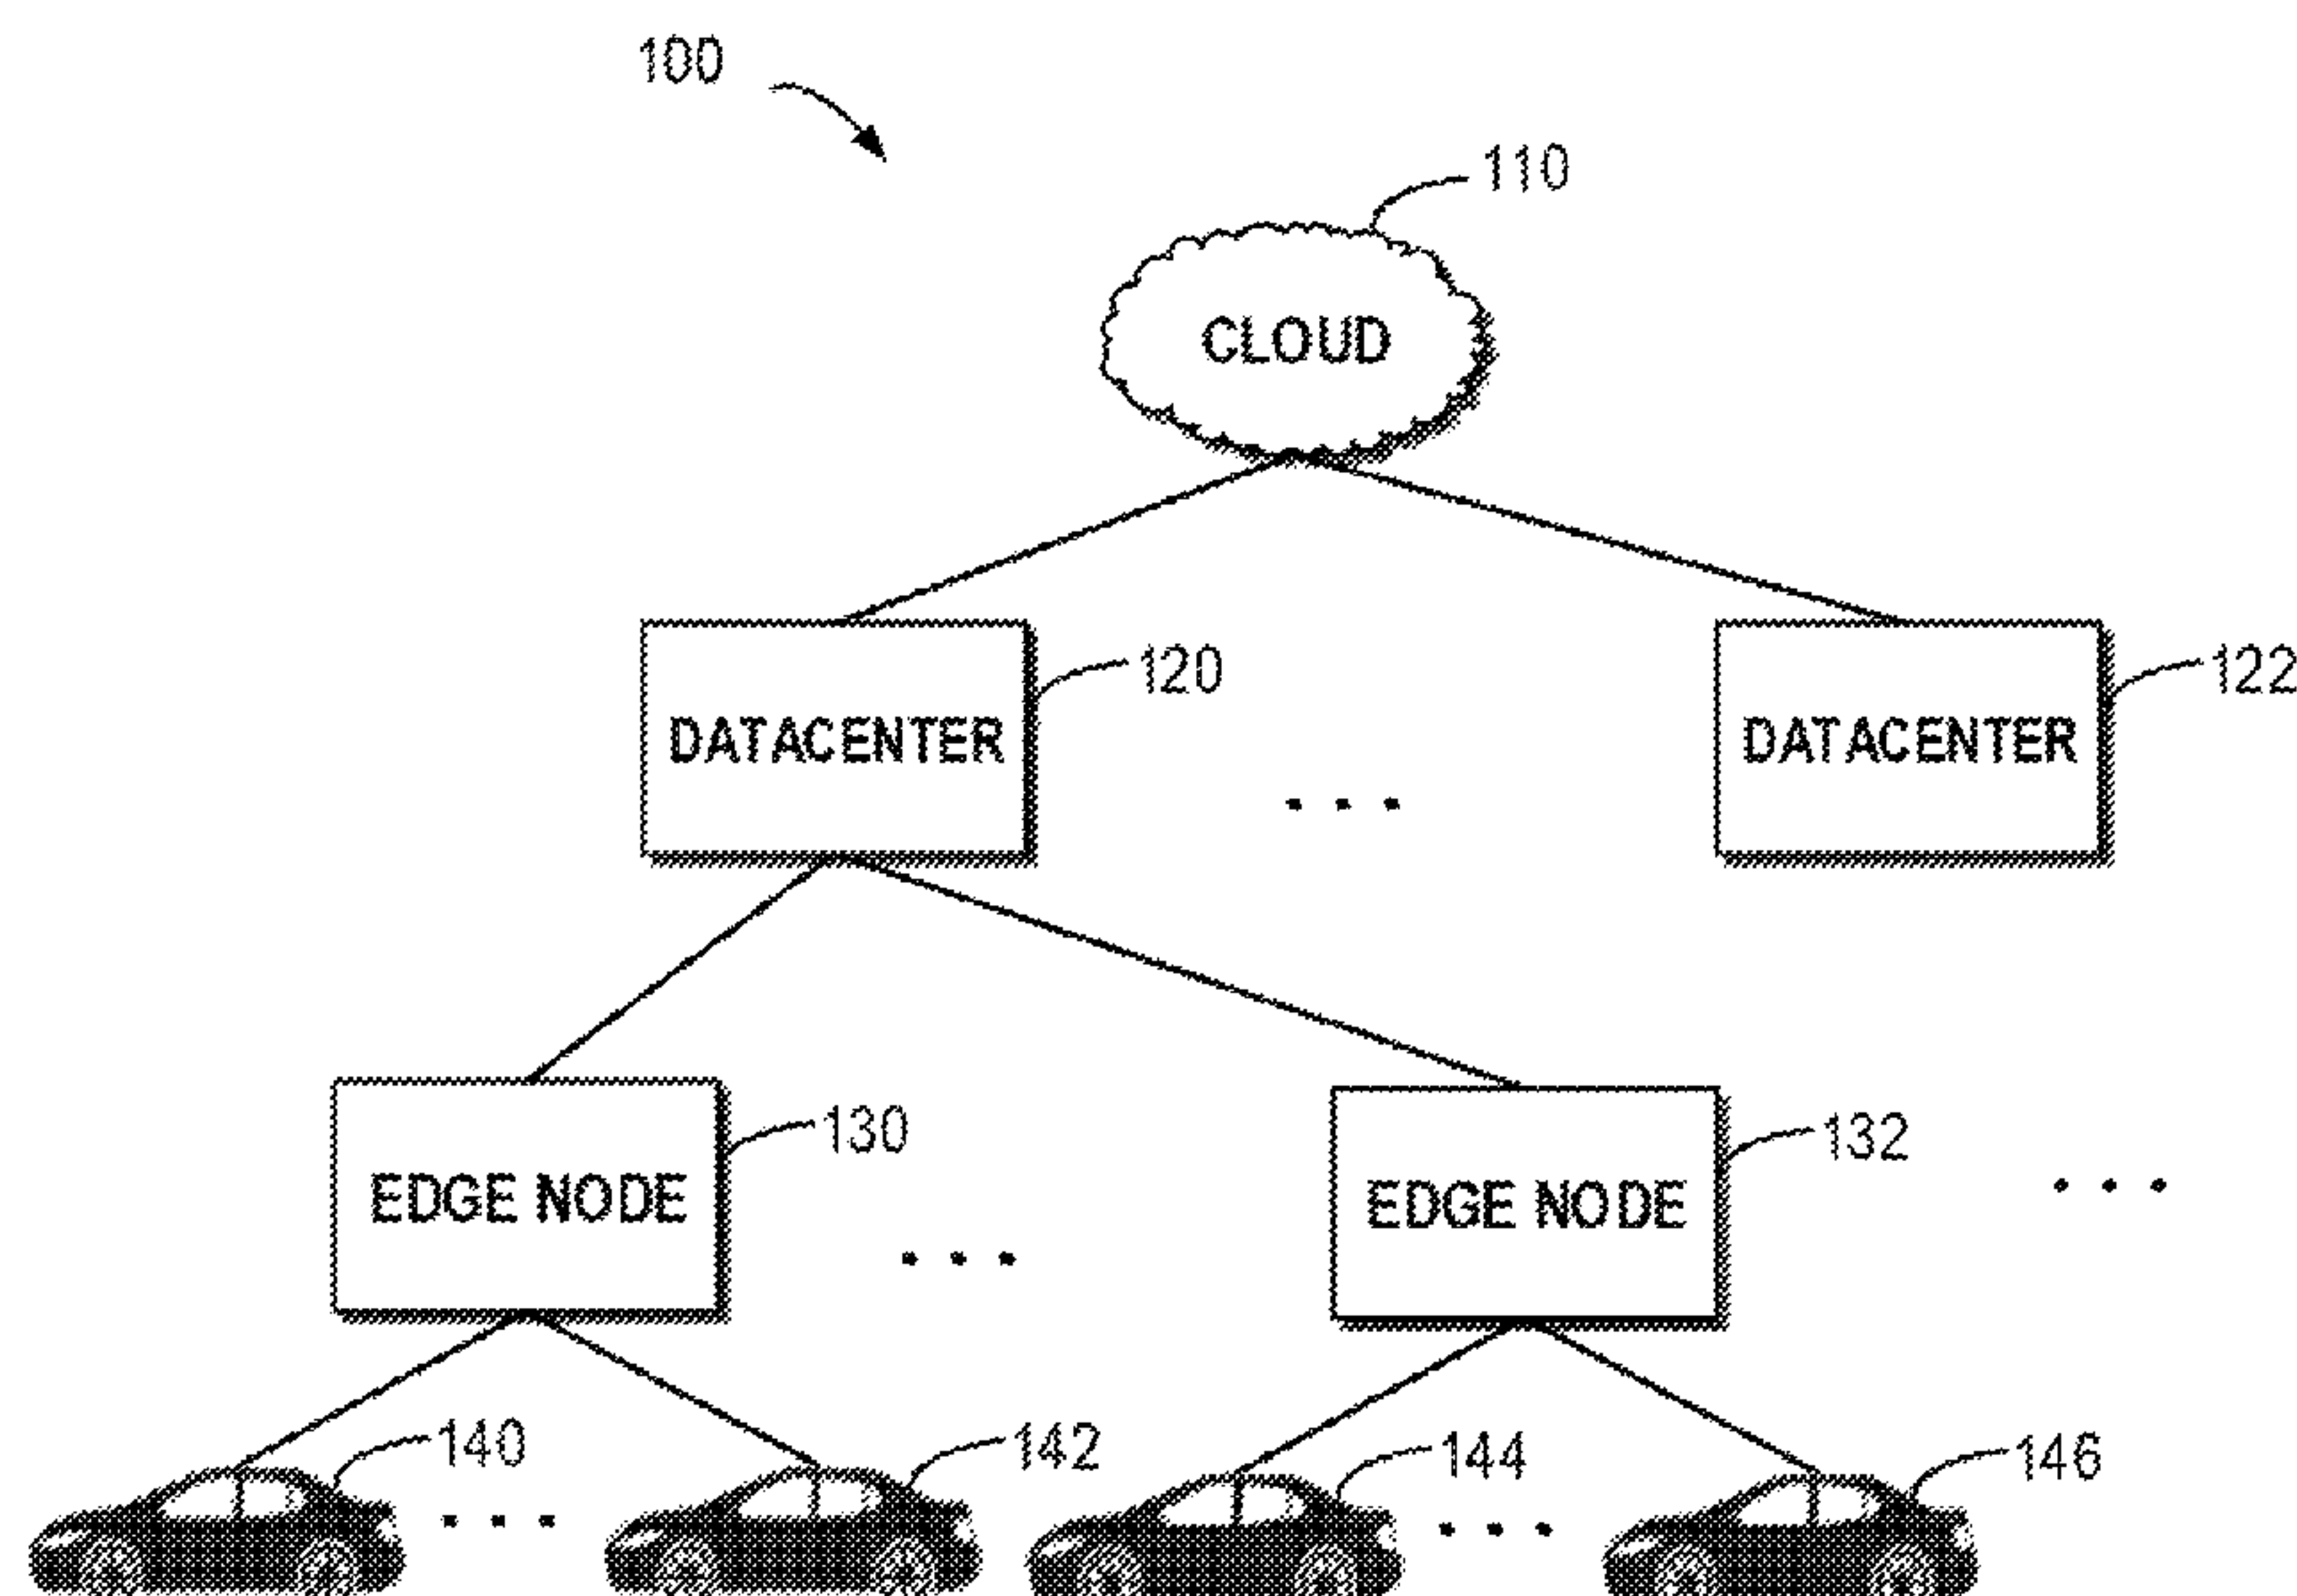 100
110
CLOUD
120
122
DATACENTER
DATACENTER
. . .
130
132
EDGE NODE
EDGE NODE
. . .
. . .
140
142
144
146
. . .
. . .